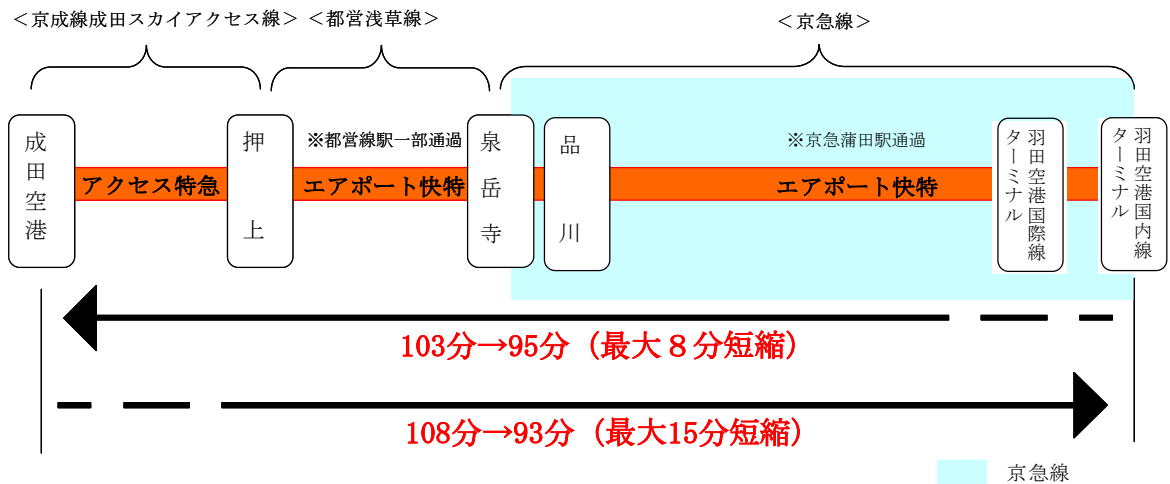 ＜京成線成田スカイアクセス線＞
＜都営浅草線＞
＜京急線＞
※都営線駅一部通過
※京急蒲田駅通過
成田空港
アクセス特急
押上
エアポート快特
泉岳寺
品川
エアポート快特
羽田空港国際線
ターミナル
羽田空港国内線
ターミナル
103分→95分（最大８分短縮）
108分→93分（最大15分短縮）
京急線